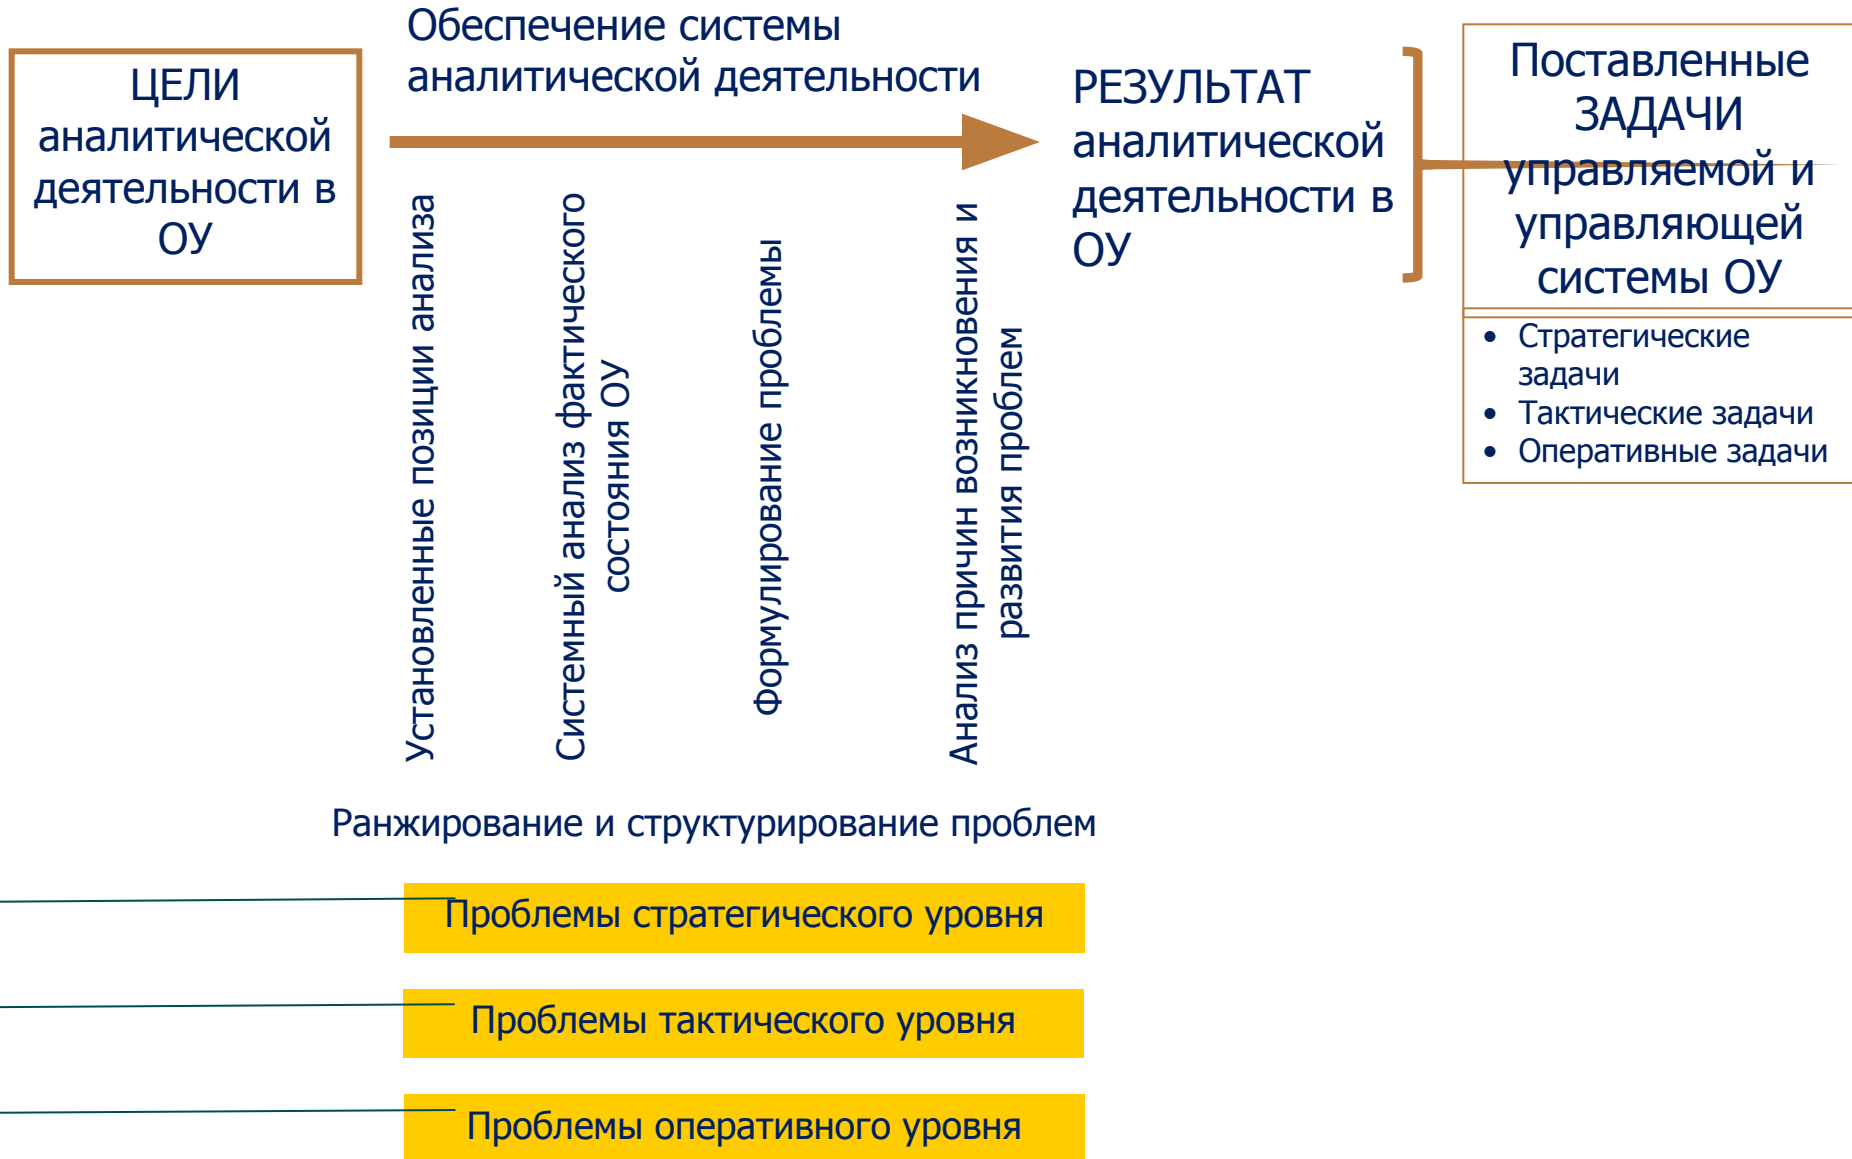 ЦЕЛИ
аналитической
деятельности в
ОУ
Обеспечение системы
аналитической деятельности
РЕЗУЛЬТАТ
аналитической
деятельности в
ОУ
Поставленные
ЗАДАЧИ
управляемой и
управляющей
системы ОУ
• Стратегические
задачи
• Тактические задачи
• Оперативные задачи
Установленные позиции анализа
Системный анализ фактического
состояния ОУ
Формулирование проблемы
Анализ причин возникновения и
развития проблем
Ранжирование и структурирование проблем
Проблемы стратегического уровня
Проблемы тактического уровня
Проблемы оперативного уровня